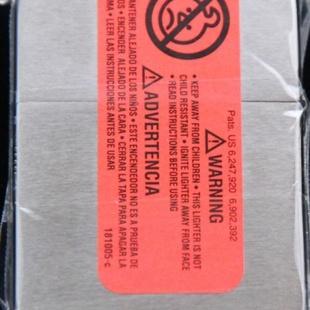 Pats. US 6,247,920 6,902,392
⚠ WARNING
• KEEP AWAY FROM CHILDREN • THIS LIGHTER IS NOT
CHILD RESISTANT • IGNITE LIGHTER AWAY FROM FACE
• READ INSTRUCTIONS BEFORE USING
⚠ ADVERTENCIA
MANTENER ALEJADO DE LOS NIÑOS • ESTE ENCENDEDOR NO ES A PRUEBA DE
• ENCENDER ALEJADO DE LA CARA • CERRAR LA TAPA PARA APAGAR LA
• LEER LAS INSTRUCCIONES ANTES DE USAR
181005-c